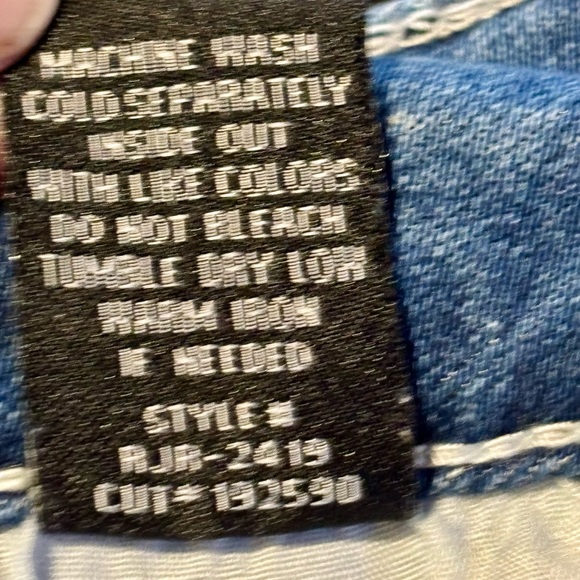 MACHINE WASH
COLD SEPARATELY
INSIDE OUT
WITH LIKE COLORS
DO NOT BLEACH
TUMBLE DRY LOW
WARM IRON
IF NEEDED
STYLE#
RJR-2419
CUT#192590